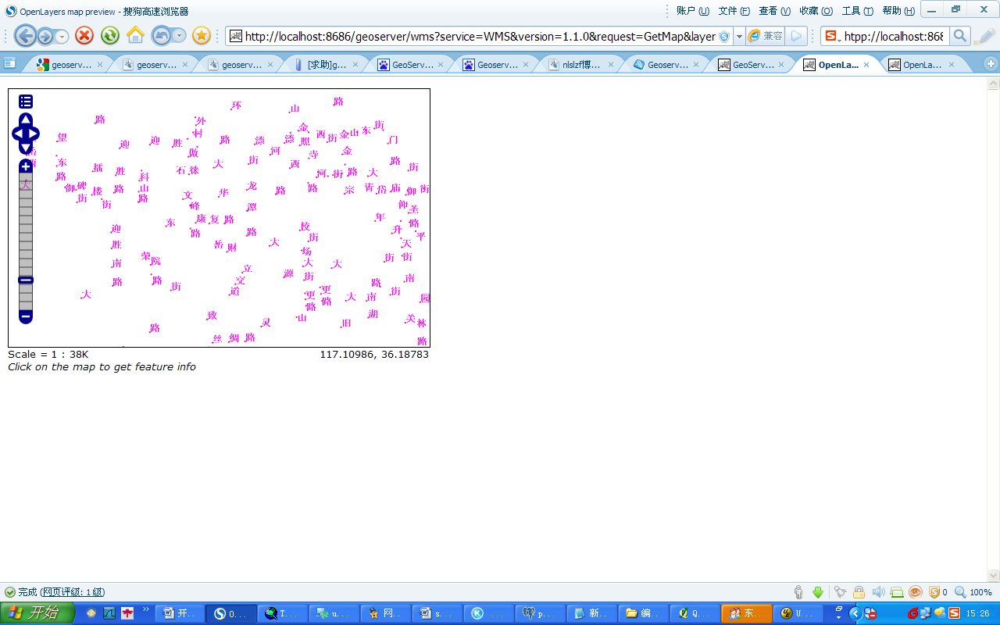 OpenLayers map preview - 搜狗高速浏览器
账户 (U) 文件 (F) 查看 (V) 收藏 (O) 工具 (T) 帮助 (H)
http://localhost:8686/geoserver/wms?service=WMS&version=1.1.0&request=GetMap&layer
兼容
htpp://localhost:868
geoserv...
geoserv...
geoserv...
[求助]g...
GeoServ...
Geoserv...
nlslzf博...
Geoserv...
GeoServ...
OpenLa...
OpenLa...
环 山 路
路 外 金 街
望 村 西 街 金 山 东
迎 迎 胜 路 漆 漆 照 门
河 寺 金
东 大 街 西 路 街
胜 石 徕 河 街 路 大
路 科
御 碑 楼 路 山 文 华 龙 路 路 宗 青 岱 庙 御 街
街 街 路 峰 潭 仰 圣
东 康 复 路 年 路
迎 路 路 校 升 平
胜 岳 财 大 街 天
荣 院 场 街 街
南 立 大 大
路 路 交 源 街 路 南
街 道 更 更 大 南 街
大 路 路 园
致 灵 山 旧 湖 关 林
路 丝 绸 路 路
Scale = 1 : 38K
117.10986, 36.18783
Click on the map to get feature info
完成 (网页评级: 1级)
0
100%
开始
开..
O...
T...
u...
网..
s...
...
p...
新..
编..
Q...
东..
U...
15:26